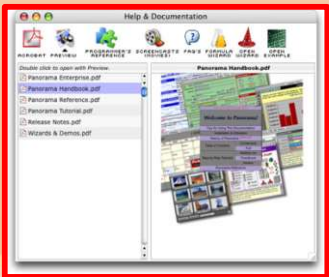 Help & Documentation
ACROBAT
PREVIEW
PROGRAMMER'S REFERENCE
SCREENCASTS (MOVIES)
FAQ'S
FORMULA WIZARD
OPEN WIZARD
OPEN EXAMPLE
Double click to open with Preview.
Panorama Handbook.pdf
Panorama Enterprise.pdf
Panorama Handbook.pdf
Panorama Reference.pdf
Panorama Tutorial.pdf
Release Notes.pdf
Wizards & Demos.pdf
Welcome to Panorama!